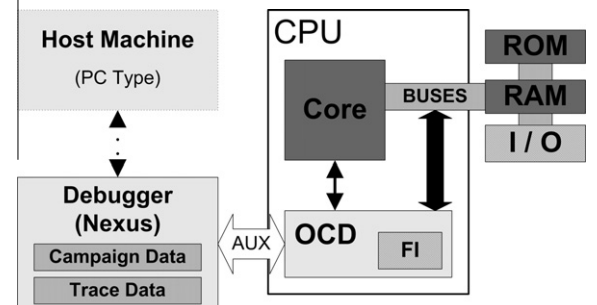 Host Machine
(PC Type)
Debugger
(Nexus)
Campaign Data
Trace Data
AUX
CPU
Core
BUSES
OCD
FI
ROM
RAM
I / O